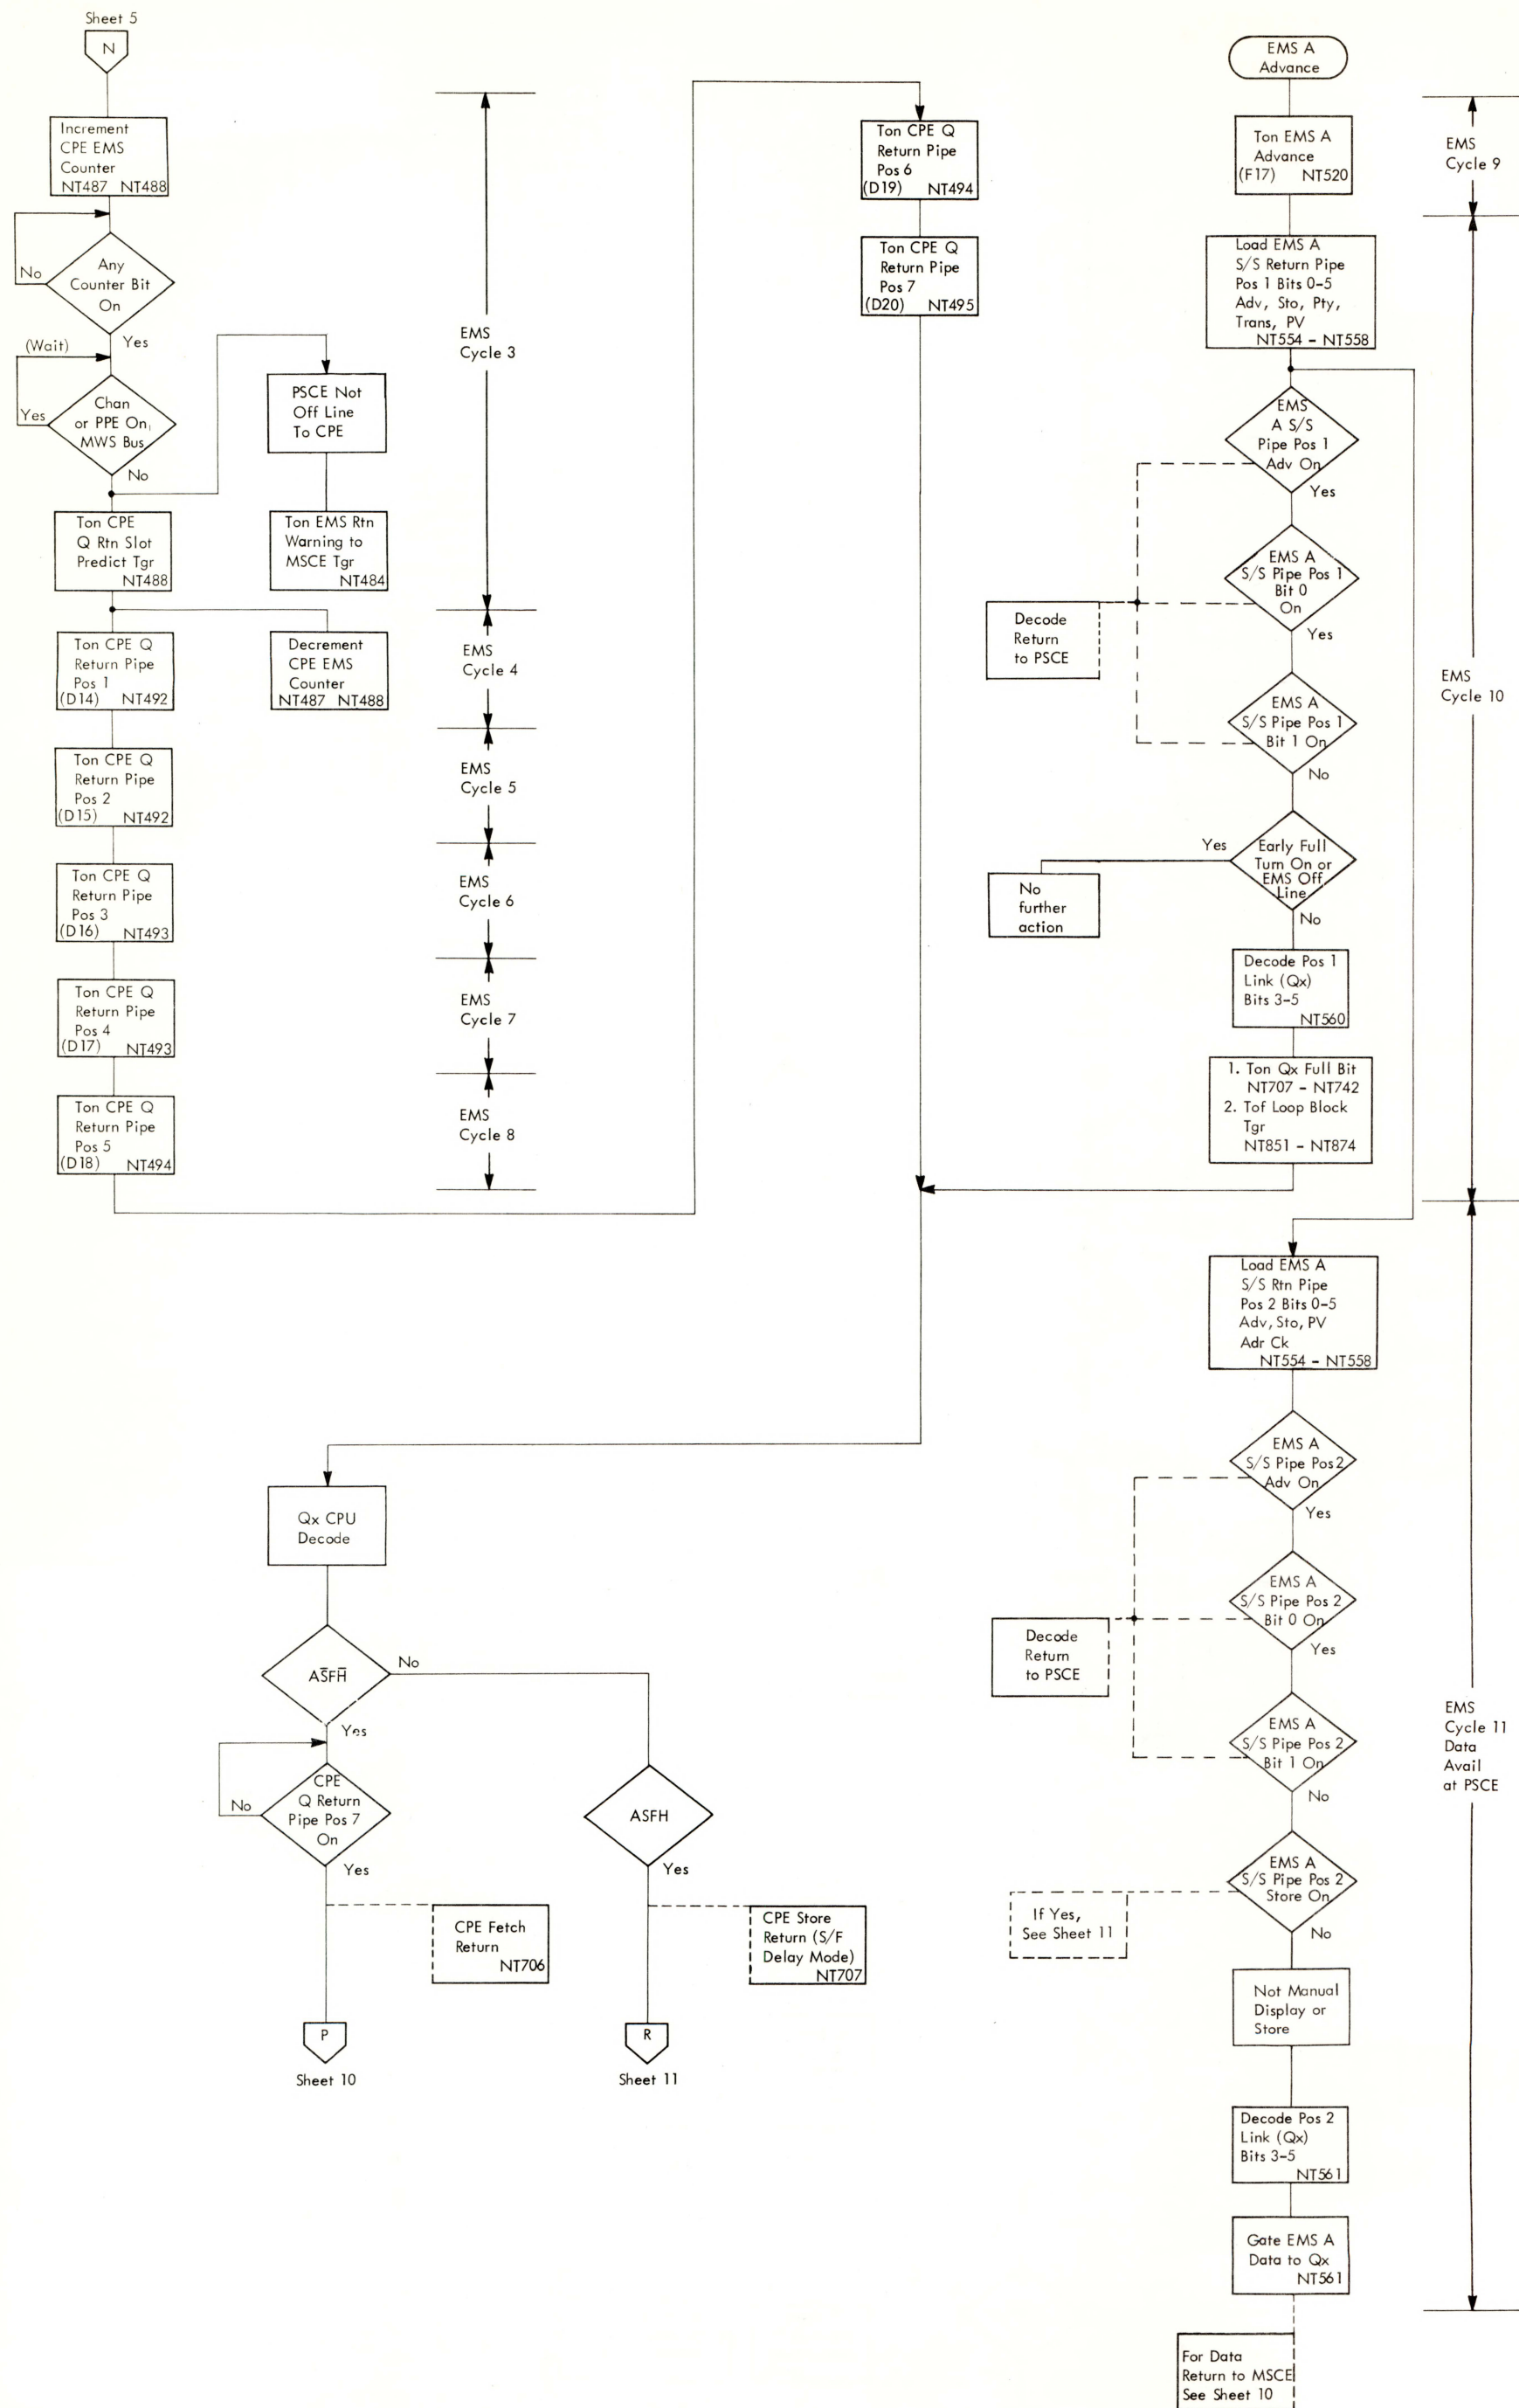 Sheet 5
N
Increment
CPE EMS
Counter
NT487 NT488
Any
Counter Bit
On
No
Yes
(Wait)
Chan
or PPE On
MWS Bus
Yes
No
PSCE Not
Off Line
To CPE
Ton CPE
Q Rtn Slot
Predict Tgr
NT488
Ton EMS Rtn
Warning to
MSCE Tgr
NT484
Ton CPE Q
Return Pipe
Pos 1
(D14) NT492
Decrement
CPE EMS
Counter
NT487 NT488
Ton CPE Q
Return Pipe
Pos 2
(D15) NT492
Ton CPE Q
Return Pipe
Pos 3
(D16) NT493
Ton CPE Q
Return Pipe
Pos 4
(D17) NT493
Ton CPE Q
Return Pipe
Pos 5
(D18) NT494
EMS
Cycle 3
EMS
Cycle 4
EMS
Cycle 5
EMS
Cycle 6
EMS
Cycle 7
EMS
Cycle 8
Ton CPE Q
Return Pipe
Pos 6
(D19) NT494
Ton CPE Q
Return Pipe
Pos 7
(D20) NT495
Qx CPU
Decode
AS̅FH̅
No
Yes
CPE
Q Return
Pipe Pos 7
On
No
Yes
CPE Fetch
Return
NT706
P
Sheet 10
ASFH
Yes
CPE Store
Return (S/F
Delay Mode)
NT707
R
Sheet 11
EMS A
Advance
Ton EMS A
Advance
(F17) NT520
EMS
Cycle 9
Load EMS A
S/S Return Pipe
Pos 1 Bits 0-5
Adv, Sto, Pty,
Trans, PV
NT554 - NT558
EMS
A S/S
Pipe Pos 1
Adv On
Yes
EMS A
S/S Pipe Pos 1
Bit 0
On
Yes
Decode
Return
to PSCE
EMS A
S/S Pipe Pos 1
Bit 1 On
No
Early Full
Turn On or
EMS Off
Line
Yes
No
No
further
action
Decode Pos 1
Link (Qx)
Bits 3-5
NT560
1. Ton Qx Full Bit
NT707 - NT742
2. Tof Loop Block
Tgr
NT851 - NT874
EMS
Cycle 10
Load EMS A
S/S Rtn Pipe
Pos 2 Bits 0-5
Adv, Sto, PV
Adr Ck
NT554 - NT558
EMS A
S/S Pipe Pos 2
Adv On
Yes
EMS A
S/S Pipe Pos 2
Bit 0 On
Yes
Decode
Return
to PSCE
EMS A
S/S Pipe Pos 2
Bit 1 On
No
EMS A
S/S Pipe Pos 2
Store On
No
If Yes,
See Sheet 11
Not Manual
Display or
Store
Decode Pos 2
Link (Qx)
Bits 3-5
NT561
Gate EMS A
Data to Qx
NT561
EMS
Cycle 11
Data
Avail
at PSCE
For Data
Return to MSCE
See Sheet 10